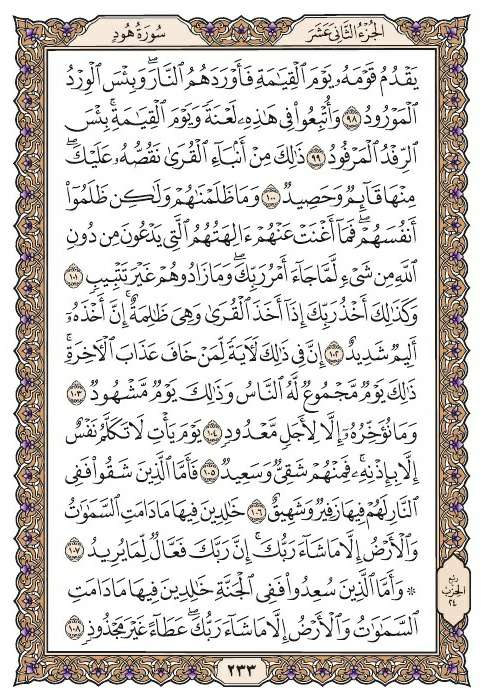 الجزء الثاني عشر
سورة هود
يَقْدُمُ قَوْمَهُۥ يَوْمَ ٱلْقِيَٰمَةِ فَأَوْرَدَهُمُ ٱلنَّارَۖ وَبِئْسَ ٱلْوِرْدُ
ٱلْمَوْرُودُ ۝٩٨ وَأُتْبِعُوا۟ فِى هَٰذِهِۦ لَعْنَةً وَيَوْمَ ٱلْقِيَٰمَةِۚ بِئْسَ
ٱلرِّفْدُ ٱلْمَرْفُودُ ۝٩٩ ذَٰلِكَ مِنْ أَنۢبَآءِ ٱلْقُرَىٰ نَقُصُّهُۥ عَلَيْكَۖ
مِنْهَا قَآئِمٌ وَحَصِيدٌ ۝١٠٠ وَمَا ظَلَمْنَٰهُمْ وَلَٰكِن ظَلَمُوٓا۟
أَنفُسَهُمْۖ فَمَآ أَغْنَتْ عَنْهُمْ ءَالِهَتُهُمُ ٱلَّتِى يَدْعُونَ مِن دُونِ
ٱللَّهِ مِن شَىْءٍ لَّمَّا جَآءَ أَمْرُ رَبِّكَۖ وَمَا زَادُوهُمْ غَيْرَ تَتْبِيبٍ ۝١٠١
وَكَذَٰلِكَ أَخْذُ رَبِّكَ إِذَآ أَخَذَ ٱلْقُرَىٰ وَهِىَ ظَٰلِمَةٌۚ إِنَّ أَخْذَهُۥٓ
أَلِيمٌ شَدِيدٌ ۝١٠٢ إِنَّ فِى ذَٰلِكَ لَءَايَةً لِّمَنْ خَافَ عَذَابَ ٱلْءَاخِرَةِۚ
ذَٰلِكَ يَوْمٌ مَّجْمُوعٌ لَّهُ ٱلنَّاسُ وَذَٰلِكَ يَوْمٌ مَّشْهُودٌ ۝١٠٣
وَمَا نُؤَخِّرُهُۥٓ إِلَّا لِأَجَلٍ مَّعْدُودٍ ۝١٠٤ يَوْمَ يَأْتِ لَا تَكَلَّمُ نَفْسٌ
إِلَّا بِإِذْنِهِۦۚ فَمِنْهُمْ شَقِىٌّ وَسَعِيدٌ ۝١٠٥ فَأَمَّا ٱلَّذِينَ شَقُوا۟ فَفِى
ٱلنَّارِ لَهُمْ فِيهَا زَفِيرٌ وَشَهِيقٌ ۝١٠٦ خَٰلِدِينَ فِيهَا مَا دَامَتِ ٱلسَّمَٰوَٰتُ
وَٱلْأَرْضُ إِلَّا مَا شَآءَ رَبُّكَۚ إِنَّ رَبَّكَ فَعَّالٌ لِّمَا يُرِيدُ ۝١٠٧
۞ وَأَمَّا ٱلَّذِينَ سُعِدُوا۟ فَفِى ٱلْجَنَّةِ خَٰلِدِينَ فِيهَا مَا دَامَتِ
ٱلسَّمَٰوَٰتُ وَٱلْأَرْضُ إِلَّا مَا شَآءَ رَبُّكَۖ عَطَآءً غَيْرَ مَجْذُوذٍ ۝١٠٨
ربع
الحزب
٢٤
٢٣٣